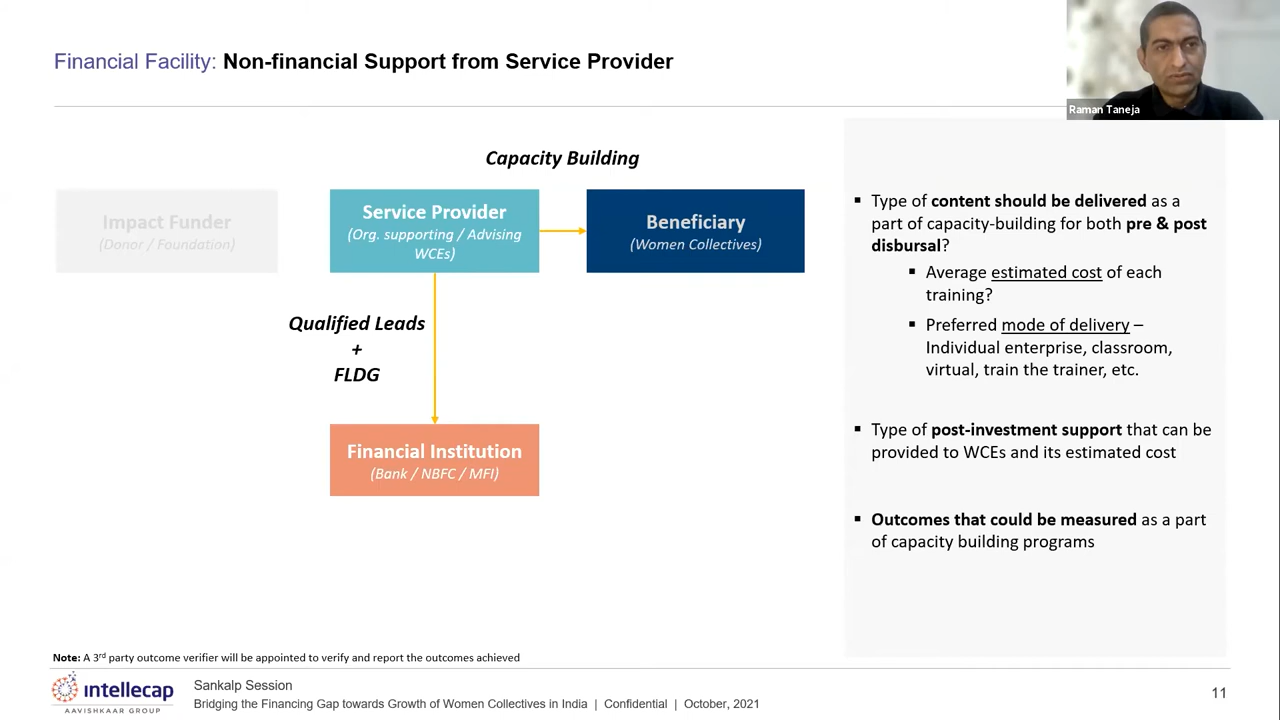 Financial Facility: Non-financial Support from Service Provider
Raman Taneja
Capacity Building
Impact Funder
(Donor / Foundation)
Service Provider
(Org. supporting / Advising
WCEs)
Beneficiary
(Women Collectives)
Qualified Leads
+
FLDG
Financial Institution
(Bank / NBFC / MFI)
▪ Type of content should be delivered as a
part of capacity-building for both pre & post
disbursal?
▪ Average estimated cost of each
training?
▪ Preferred mode of delivery –
Individual enterprise, classroom,
virtual, train the trainer, etc.
▪ Type of post-investment support that can be
provided to WCEs and its estimated cost
▪ Outcomes that could be measured as a part
of capacity building programs
Note: A 3rd party outcome verifier will be appointed to verify and report the outcomes achieved
intellecap
AAVISHKAAR GROUP
Sankalp Session
Bridging the Financing Gap towards Growth of Women Collectives in India | Confidential | October, 2021
11